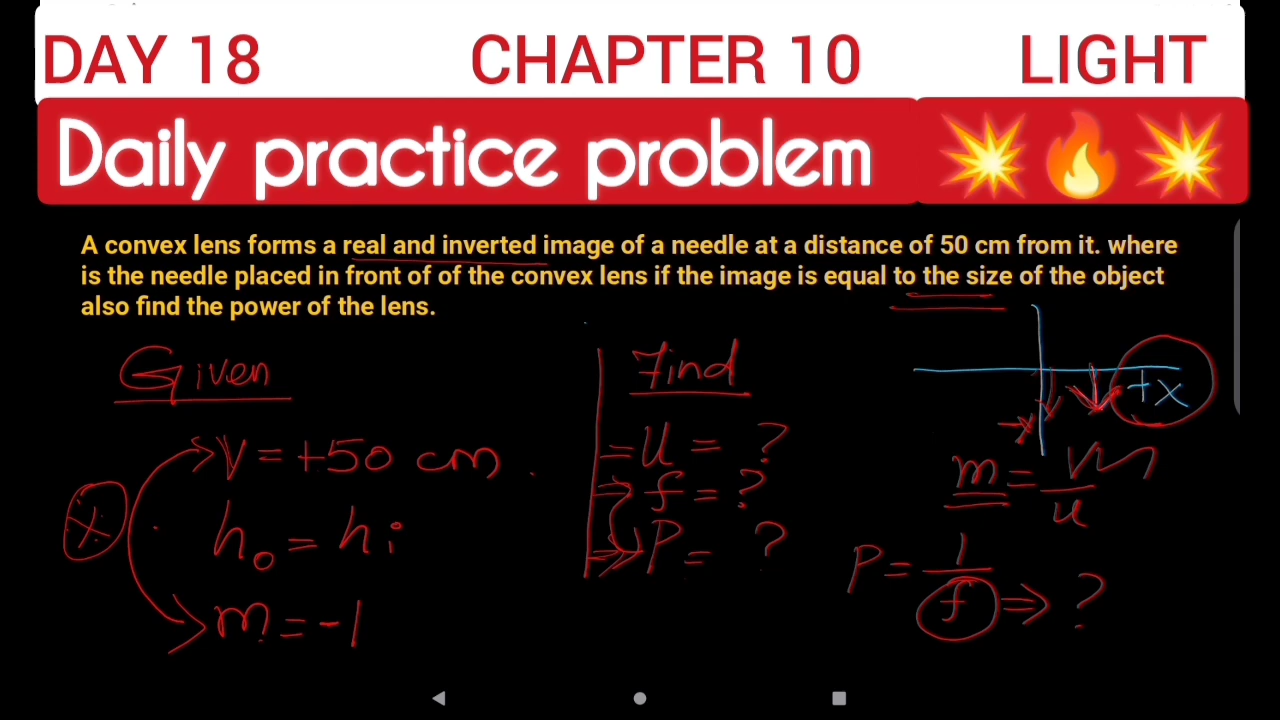 DAY 18 CHAPTER 10 LIGHT
Daily practice problem
A convex lens forms a real and inverted image of a needle at a distance of 50 cm from it. where
is the needle placed in front of of the convex lens if the image is equal to the size of the object
also find the power of the lens.
Given
v = +50 cm
h₀ = hi
m = -1
Find
u = ?
f = ?
P = ?
+x
m = v/u
P = 1/f ⇒ ?